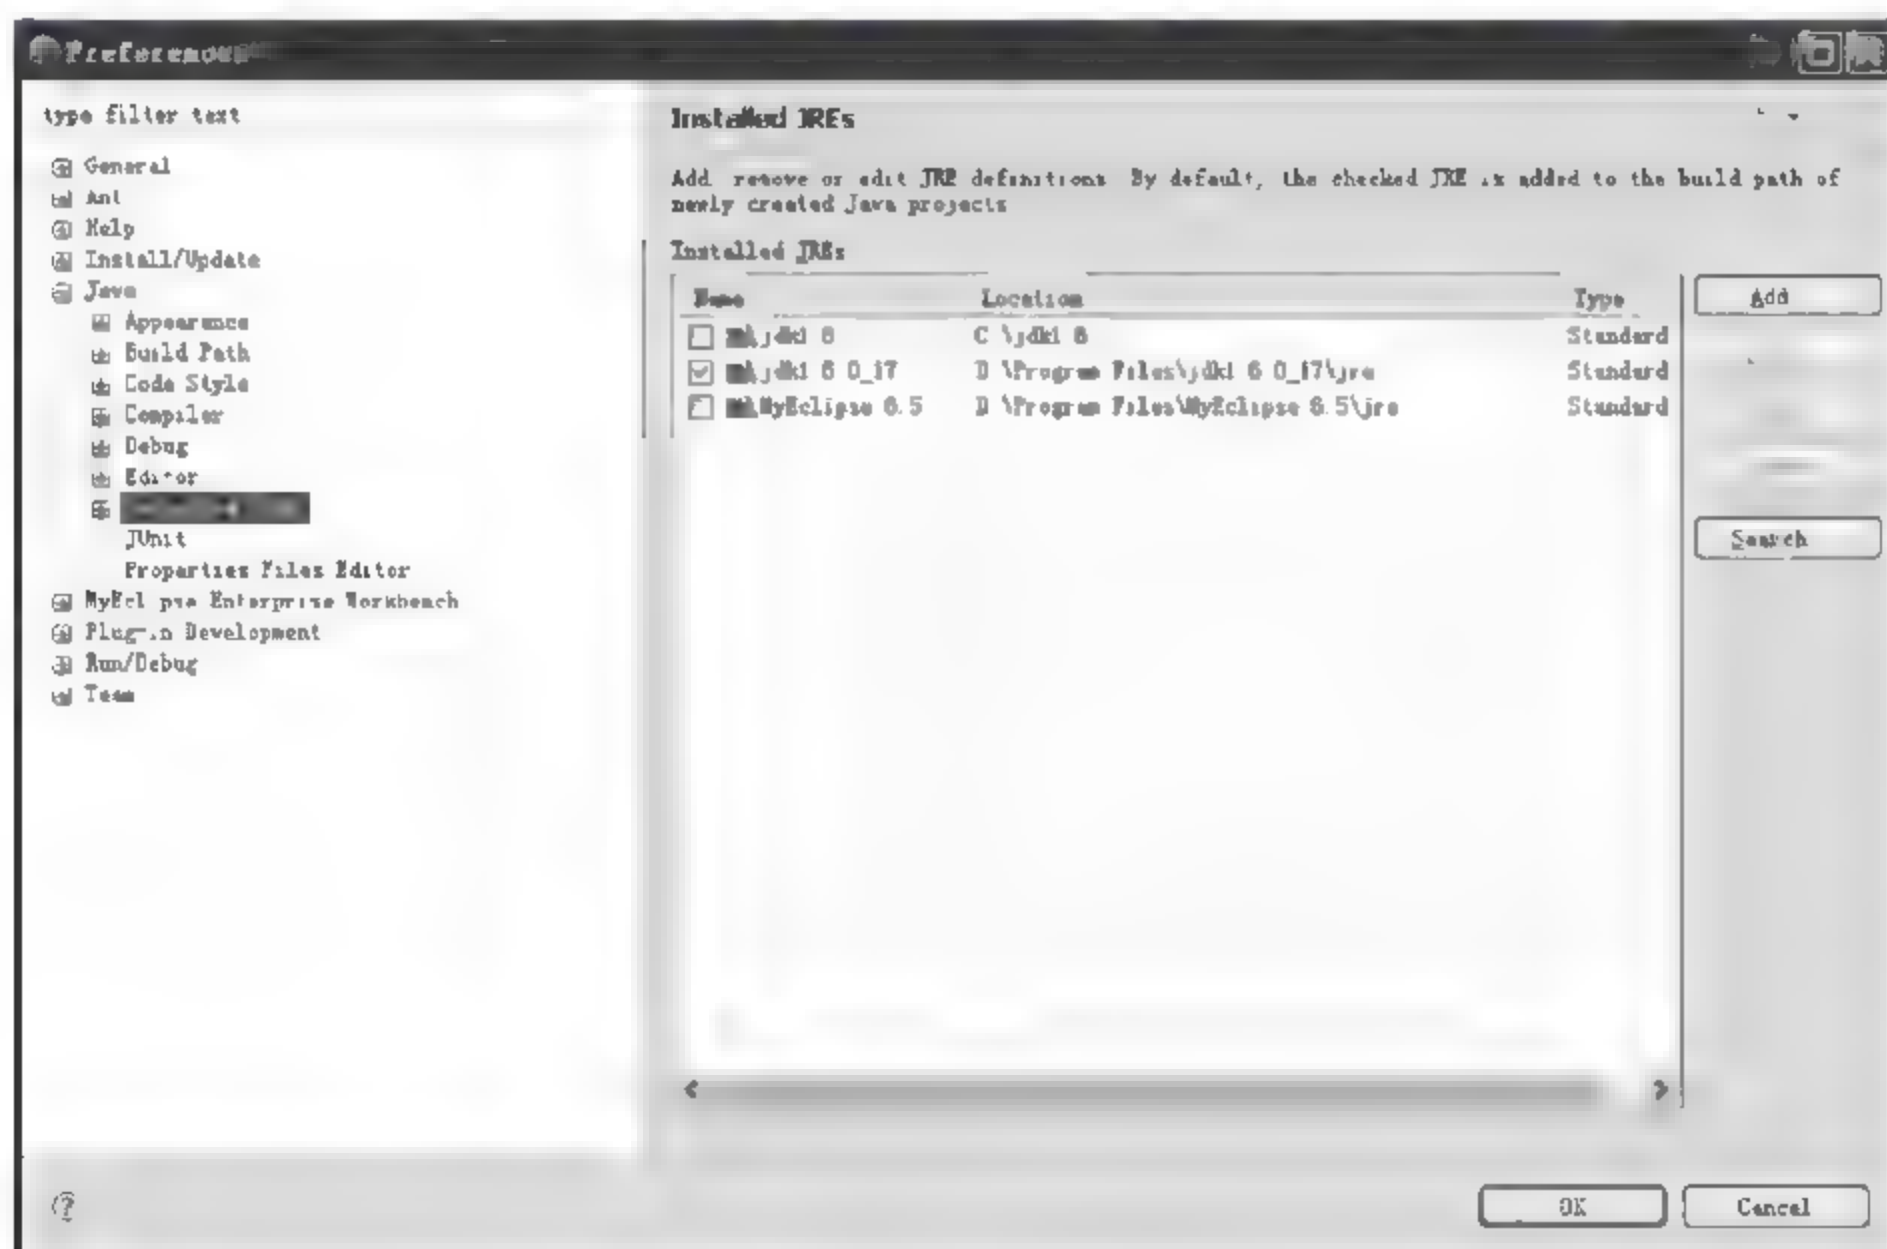 Preferences
type filter text
General
Ant
Help
Install/Update
Java
Appearance
Build Path
Code Style
Compiler
Debug
Editor
JUnit
Properties Files Editor
MyEclipse Enterprise Workbench
Plug-in Development
Run/Debug
Team
Installed JREs
Add, remove or edit JRE definitions. By default, the checked JRE is added to the build path of
newly created Java projects
Installed JREs
Name Location Type
jdk1 6 C:\jdk1 6 Standard
jdk1 6 0_17 D:\Program Files\jdk1 6 0_17\jre Standard
MyEclipse 6.5 D:\Program Files\MyEclipse 6.5\jre Standard
Add
Search
OK Cancel